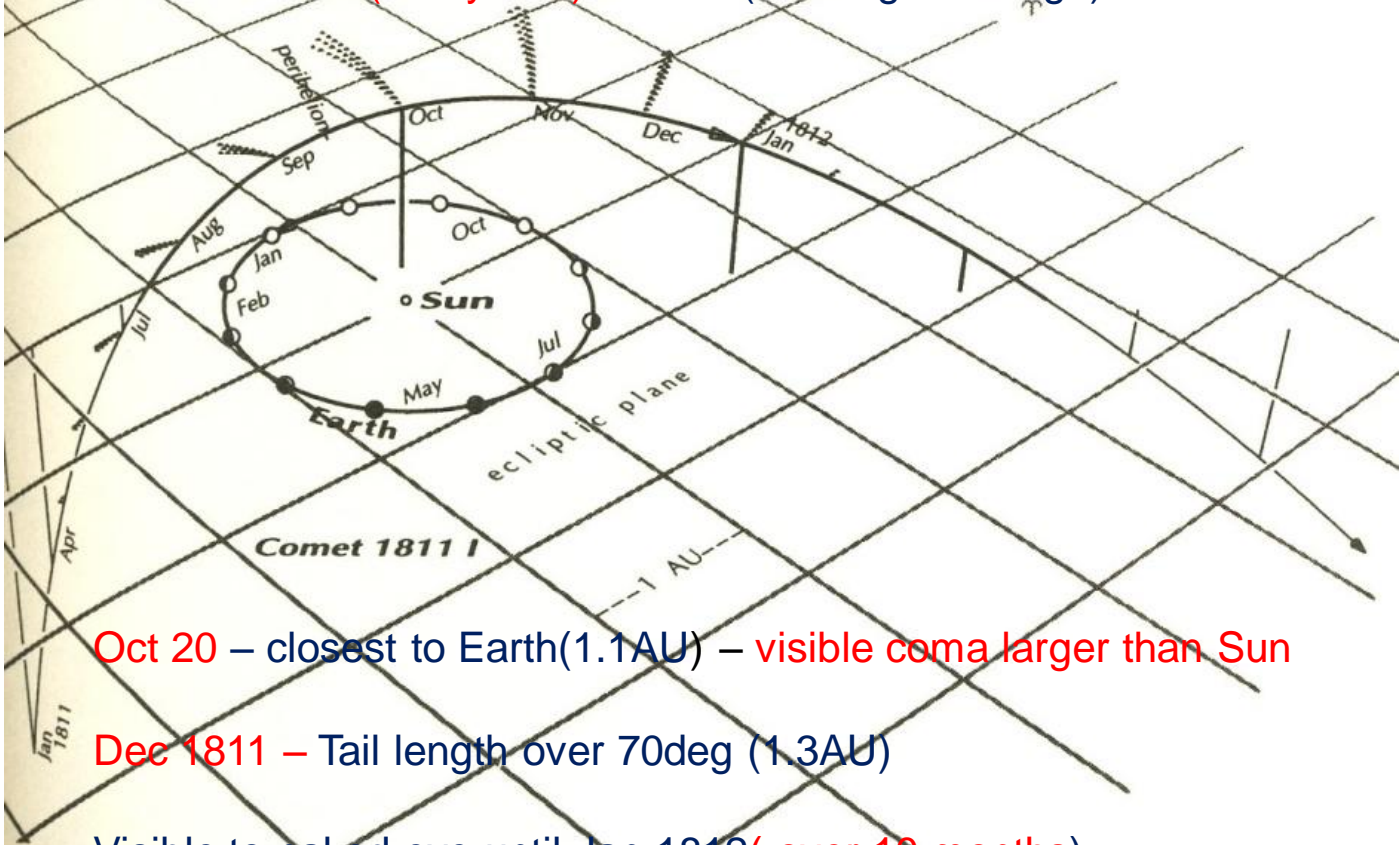 perihelion
Oct
Nov
Dec
1812
Jan
Sep
Aug
Jul
Oct
Jan
Feb
Sun
Jul
May
Earth
ecliptic plane
Apr
Comet 1811 I
1 AU
Jan
1811
Oct 20 – closest to Earth(1.1AU) – visible coma larger than Sun
Dec 1811 – Tail length over 70deg (1.3AU)